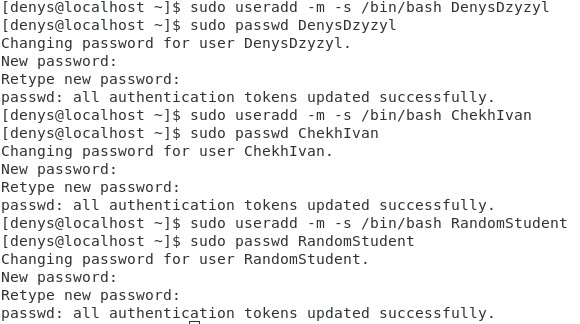 [denys@localhost ~]$ sudo useradd -m -s /bin/bash DenysDzyzyl
[denys@localhost ~]$ sudo passwd DenysDzyzyl
Changing password for user DenysDzyzyl.
New password:
Retype new password:
passwd: all authentication tokens updated successfully.
[denys@localhost ~]$ sudo useradd -m -s /bin/bash ChekhIvan
[denys@localhost ~]$ sudo passwd ChekhIvan
Changing password for user ChekhIvan.
New password:
Retype new password:
passwd: all authentication tokens updated successfully.
[denys@localhost ~]$ sudo useradd -m -s /bin/bash RandomStudent
[denys@localhost ~]$ sudo passwd RandomStudent
Changing password for user RandomStudent.
New password:
Retype new password:
passwd: all authentication tokens updated successfully.